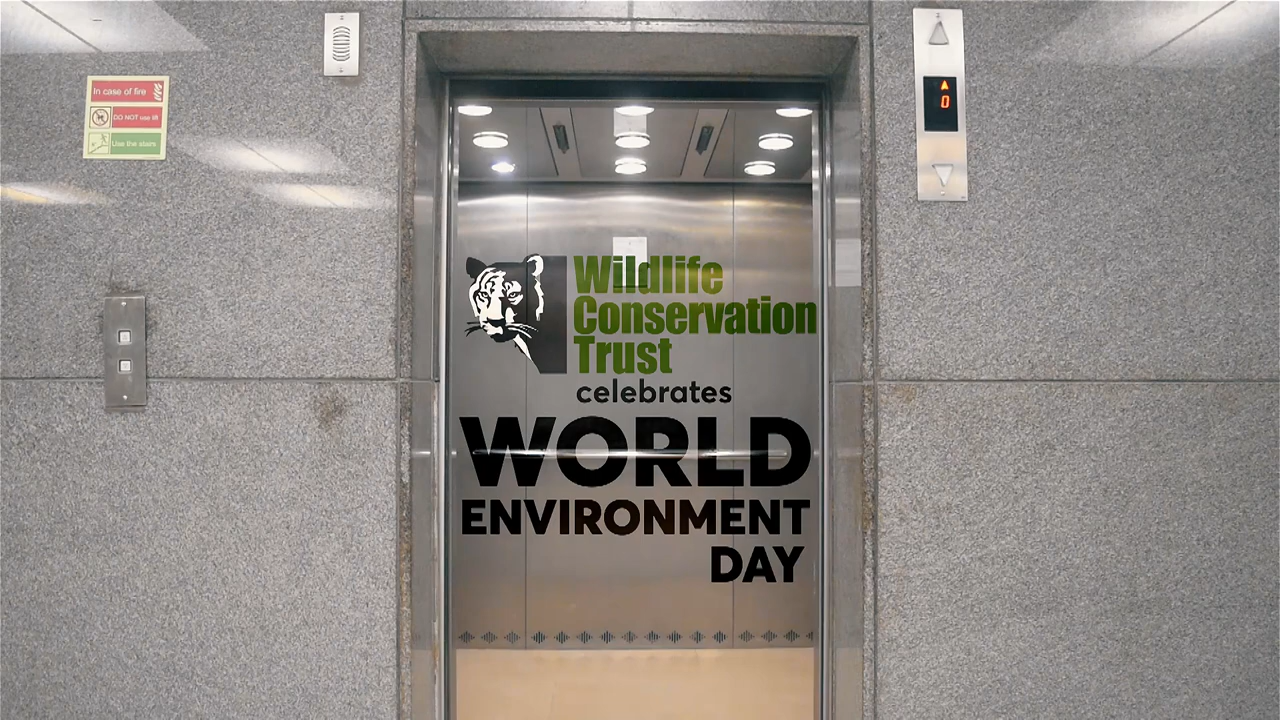 In case of fire
DO NOT use lift
Use the stairs
0
Wildlife
Conservation
Trust
celebrates
WORLD
ENVIRONMENT
DAY